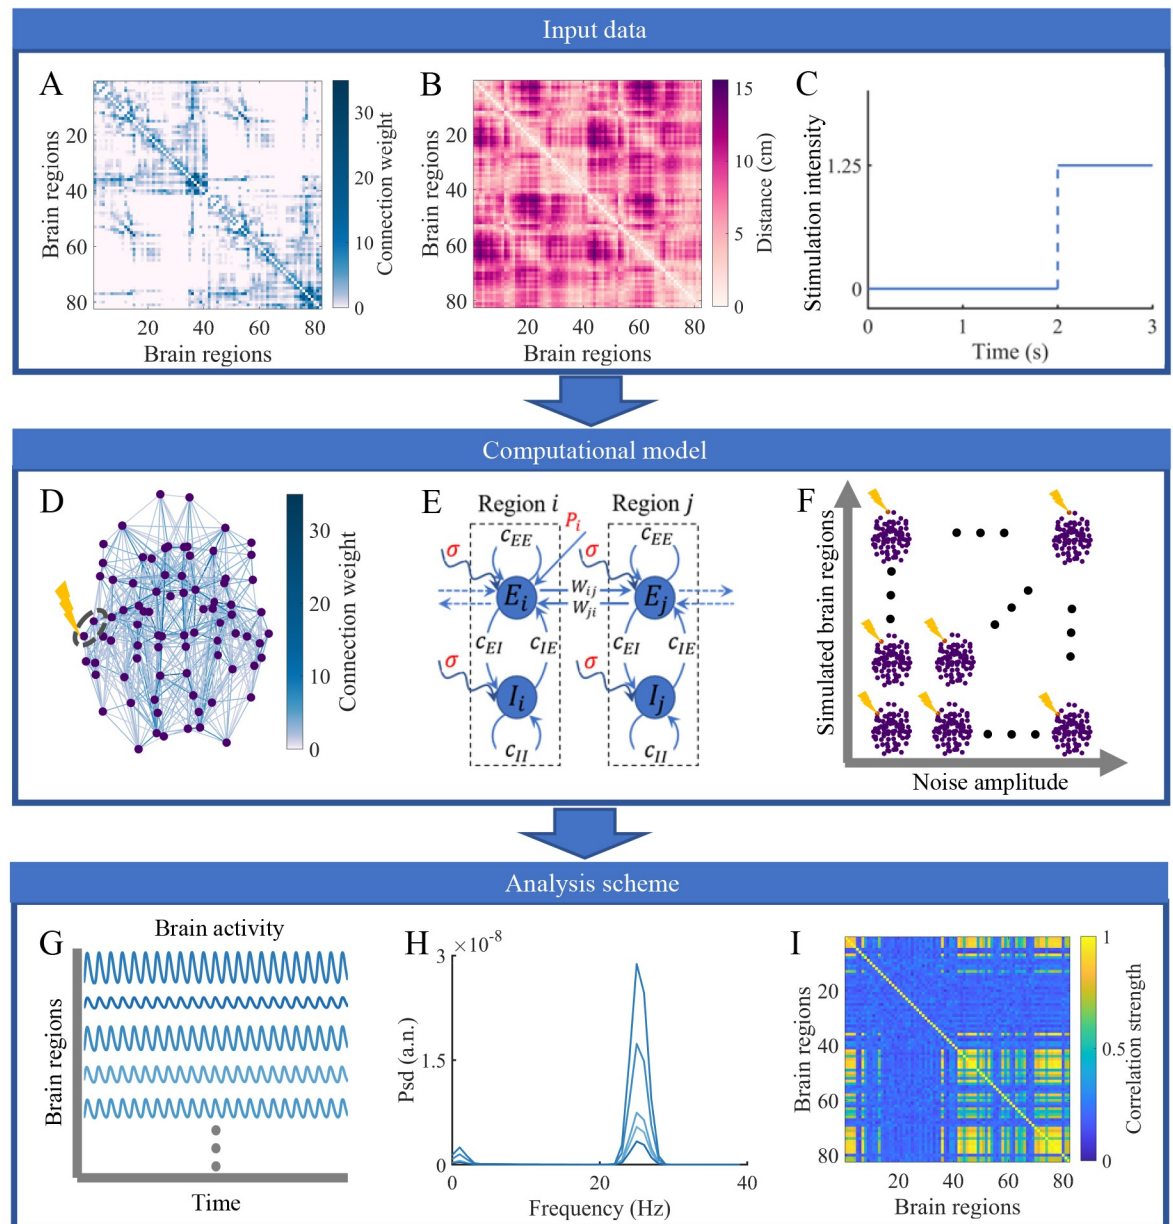 Input data
A
Brain regions
20
40
60
80
20 40 60 80
Brain regions
30
20
10
0
Connection weight
B
Brain regions
20
40
60
80
20 40 60 80
Brain regions
15
10
5
0
Distance (cm)
C
Stimulation intensity
1.25
0
0 1 2 3
Time (s)
Computational model
D
30
20
10
0
Connection weight
E
Region i
Region j
P_i
σ
c_EE
σ
c_EE
E_i
W_ij
W_ji
E_j
c_EI
c_IE
c_EI
c_IE
σ
σ
I_i
I_j
c_II
c_II
F
Simulated brain regions
Noise amplitude
Analysis scheme
G
Brain activity
Brain regions
Time
H
×10^-8
3
1.5
0
Psd (a.n.)
0 20 40
Frequency (Hz)
I
Brain regions
20
40
60
80
20 40 60 80
Brain regions
1
0.5
0
Correlation strength